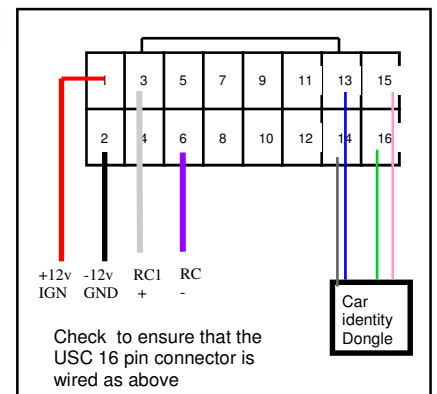 1 3 5 7 9 11 13 15
2 4 6 8 10 12 14 16
+12v -12v RC1 RC
IGN GND + -
Car
identity
Dongle
Check to ensure that the
USC 16 pin connector is
wired as above